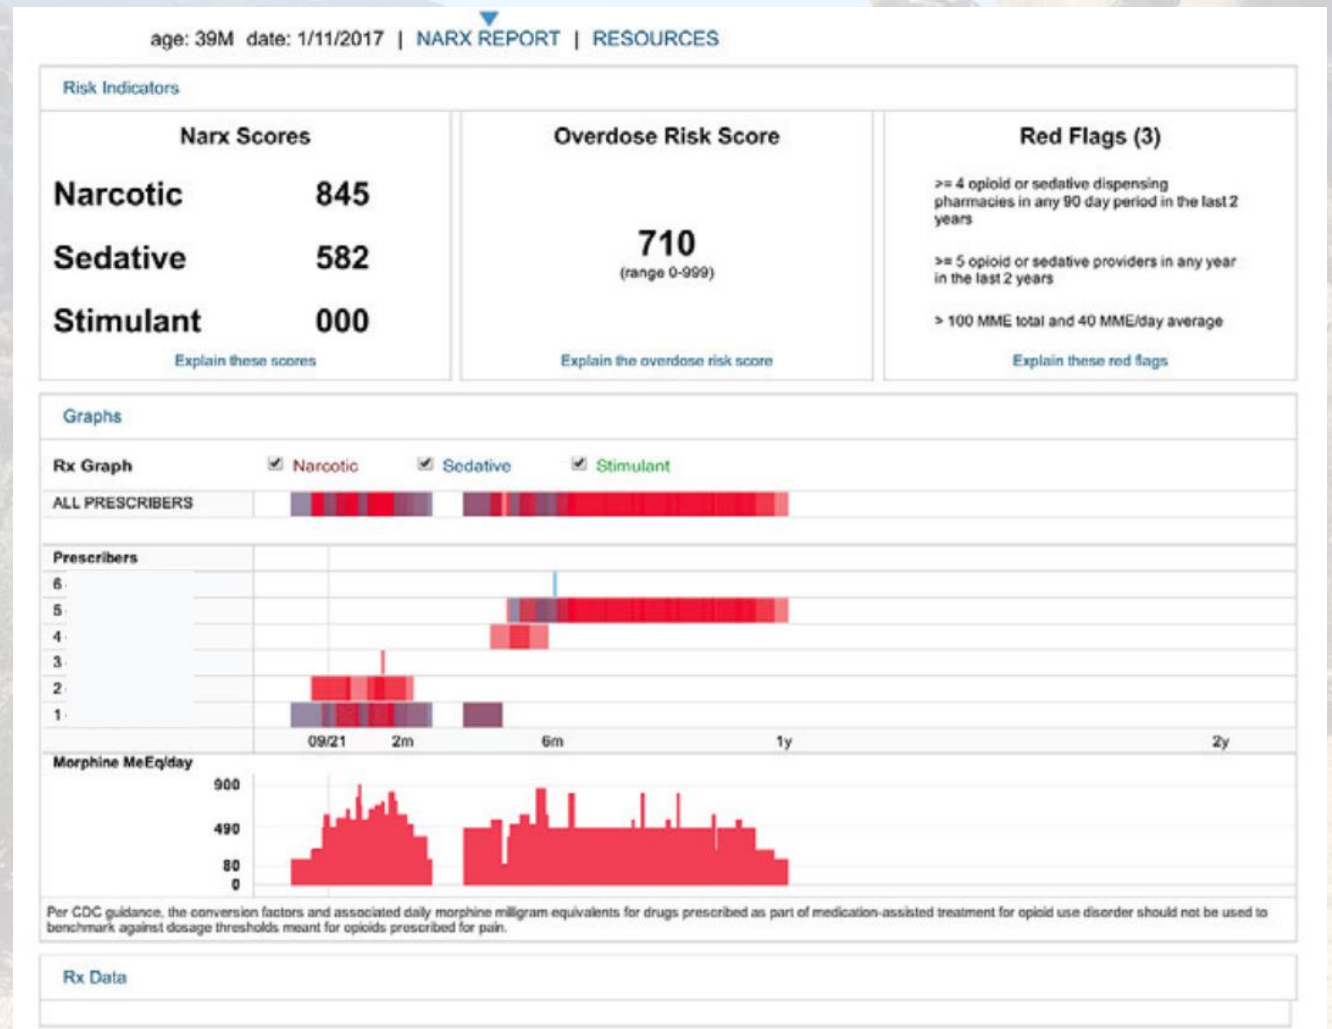 age: 39M date: 1/11/2017 | NARX REPORT | RESOURCES
Risk Indicators
Narx Scores
Narcotic 845
Sedative 582
Stimulant 000
Explain these scores
Overdose Risk Score
710
(range 0-999)
Explain the overdose risk score
Red Flags (3)
>= 4 opioid or sedative dispensing
pharmacies in any 90 day period in the last 2
years
>= 5 opioid or sedative providers in any year
in the last 2 years
> 100 MME total and 40 MME/day average
Explain these red flags
Graphs
Rx Graph Narcotic Sedative Stimulant
ALL PRESCRIBERS
Prescribers
6
5
4
3
2
1
09/21 2m 6m 1y 2y
Morphine MeEq/day
900
490
80
0
Per CDC guidance, the conversion factors and associated daily morphine milligram equivalents for drugs prescribed as part of medication-assisted treatment for opioid use disorder should not be used to
benchmark against dosage thresholds meant for opioids prescribed for pain.
Rx Data